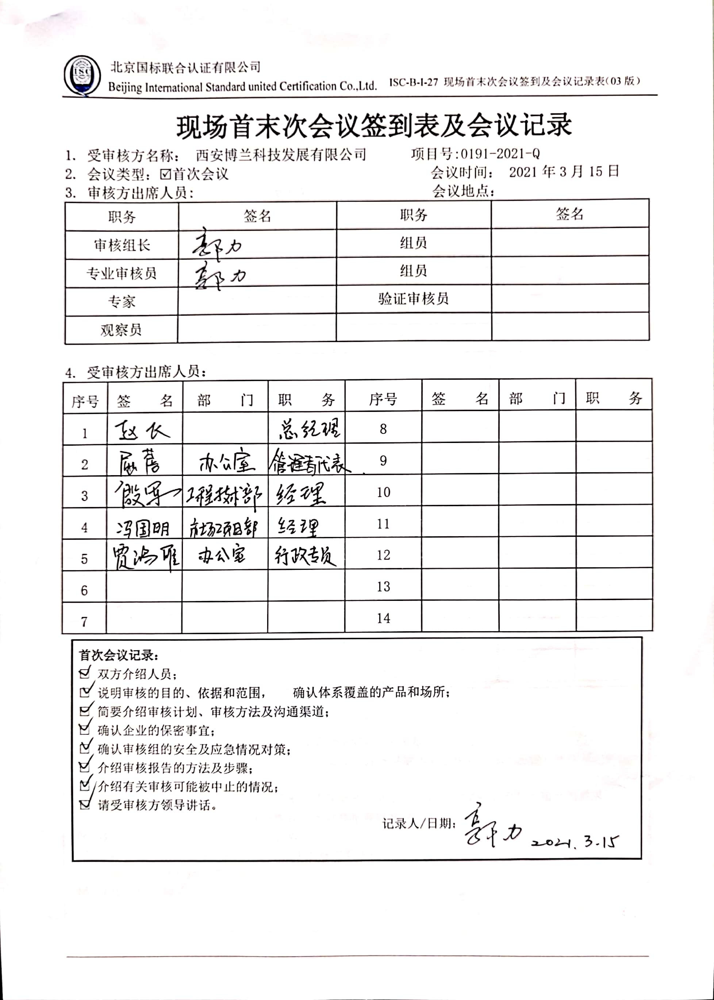 ISC
北京国标联合认证有限公司
Beijing International Standard united Certification Co.,Ltd. ISC-B-I-27 现场首末次会议签到及会议记录表(03 版)
现场首末次会议签到表及会议记录
1. 受审核方名称: 西安博兰科技发展有限公司 项目号:0191-2021-Q
2. 会议类型: ☑首次会议 会议时间: 2021 年 3 月 15 日
3. 审核方出席人员: 会议地点:
职务 签名 职务 签名
审核组长 郭力 组员
专业审核员 郭力 组员
专家 验证审核员
观察员
4. 受审核方出席人员:
序号 签 名 部 门 职 务 序号 签 名 部 门 职 务
1 赵长 总经理 8
2 屈蓓 办公室 管理者代表 9
3 殷军 工程技术部 经理 10
4 冯国明 市场项目部 经理 11
5 贾鸿雁 办公室 行政专员 12
6 13
7 14
首次会议记录:
☑ 双方介绍人员;
☑ 说明审核的目的、依据和范围, 确认体系覆盖的产品和场所;
☑ 简要介绍审核计划、审核方法及沟通渠道;
☑ 确认企业的保密事宜;
☑ 确认审核组的安全及应急情况对策;
☑ 介绍审核报告的方法及步骤;
☑ 介绍有关审核可能被中止的情况;
☑ 请受审核方领导讲话。
记录人/日期: 郭力 2021.3.15